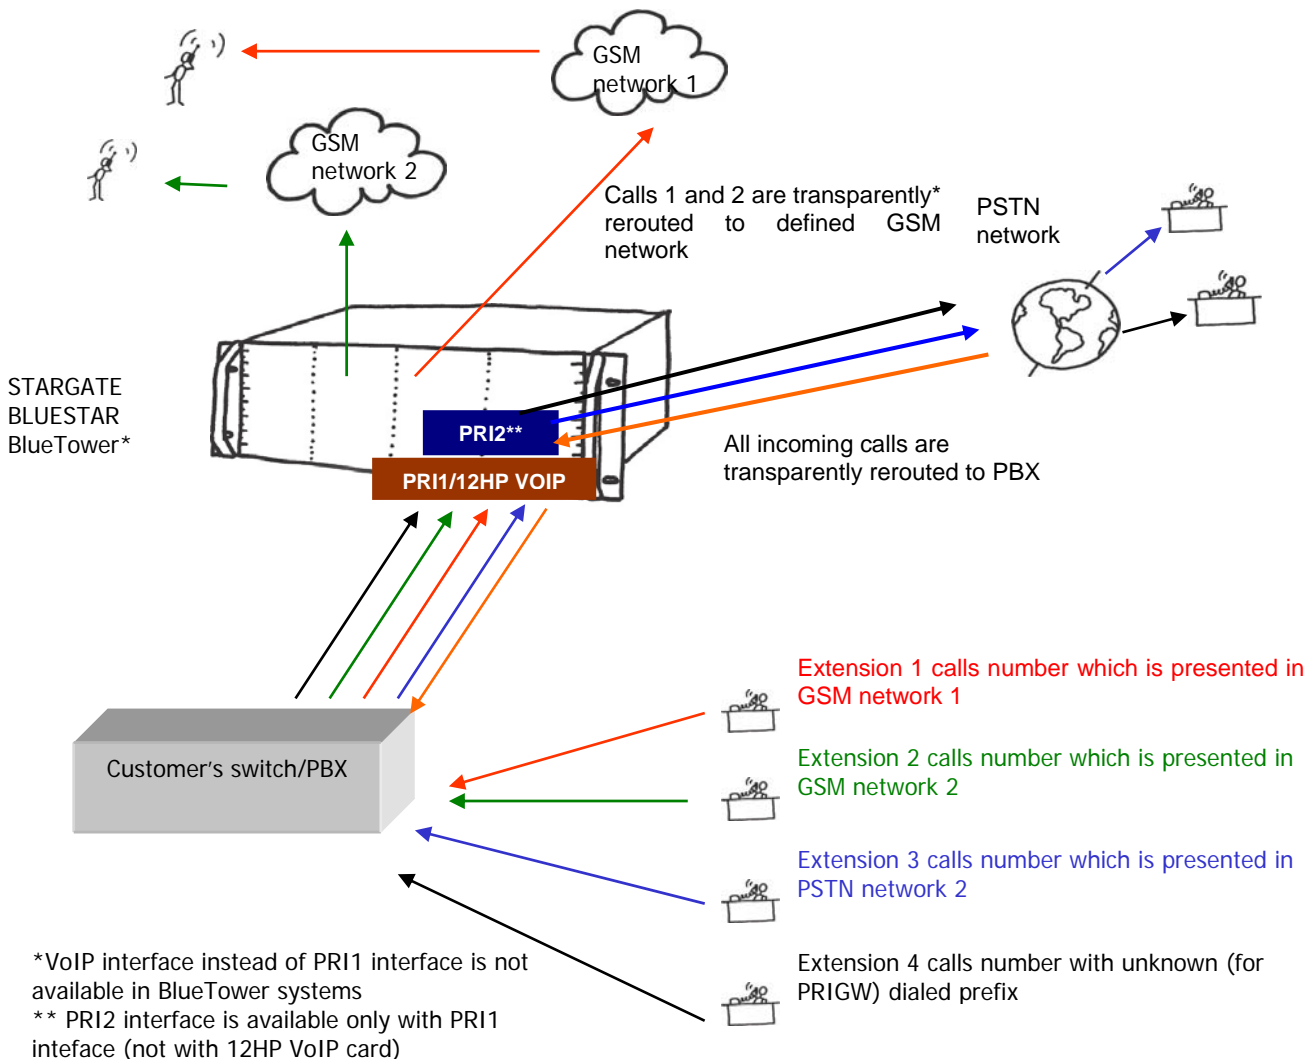 GSM
network 1
GSM
network 2
Calls 1 and 2 are transparently*
rerouted to defined GSM
network
PSTN
network
STARGATE
BLUESTAR
BlueTower*
PRI2**
PRI1/12HP VOIP
All incoming calls are
transparently rerouted to PBX
Customer's switch/PBX
Extension 1 calls number which is presented in
GSM network 1
Extension 2 calls number which is presented in
GSM network 2
Extension 3 calls number which is presented in
PSTN network 2
Extension 4 calls number with unknown (for
PRIGW) dialed prefix
*VoIP interface instead of PRI1 interface is not
available in BlueTower systems
** PRI2 interface is available only with PRI1
inteface (not with 12HP VoIP card)